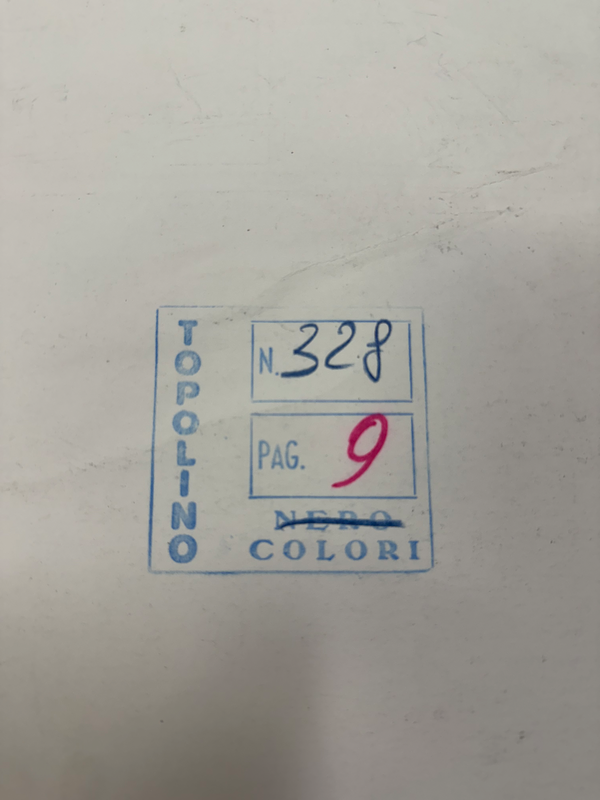 TOPOLINO
N. 328
PAG. 9
NERO
COLORI